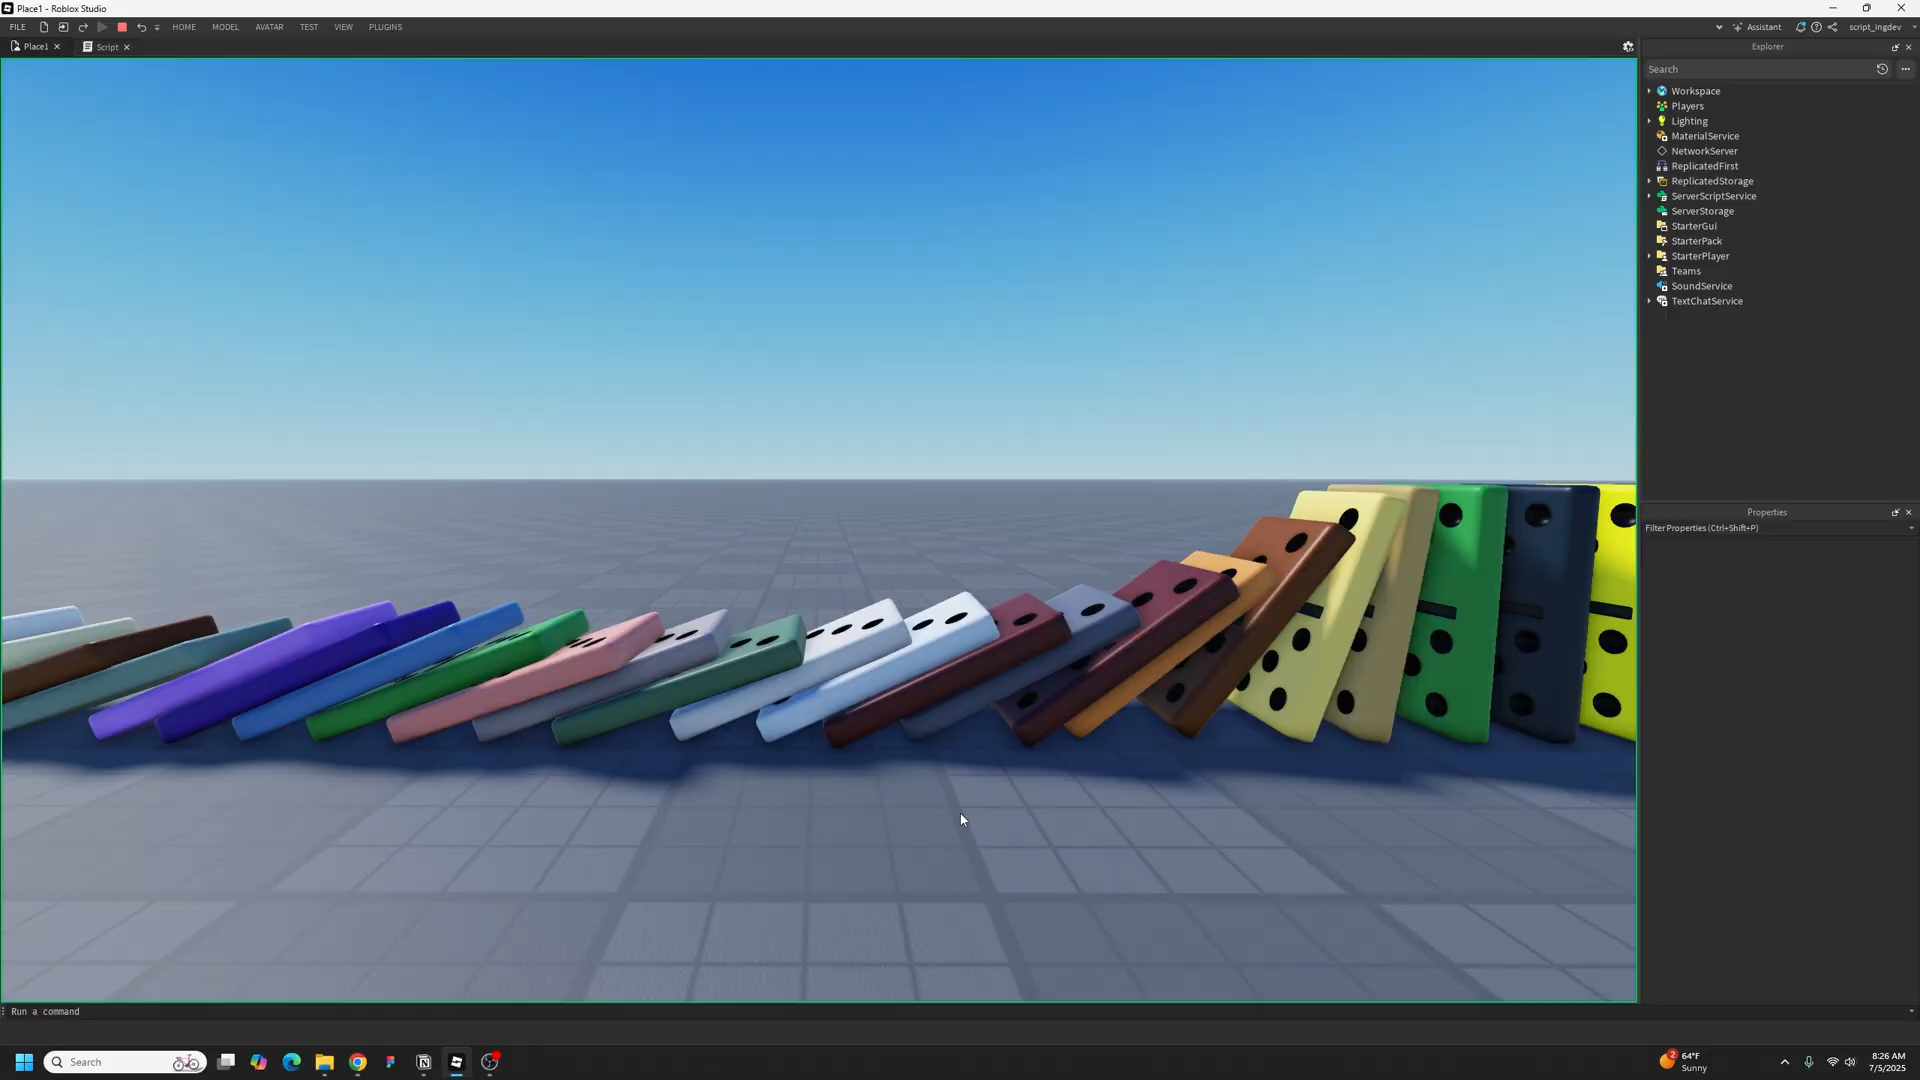 Place1 - Roblox Studio
FILE HOME MODEL AVATAR TEST VIEW PLUGINS Assistant script_ingdev
Place1 Script
Explorer
Search
Workspace
Players
Lighting
MaterialService
NetworkServer
ReplicatedFirst
ReplicatedStorage
ServerScriptService
ServerStorage
StarterGui
StarterPack
StarterPlayer
Teams
SoundService
TextChatService
Properties
Filter Properties (Ctrl+Shift+P)
Run a command
Search
2
64°F
Sunny
8:26 AM
7/5/2025